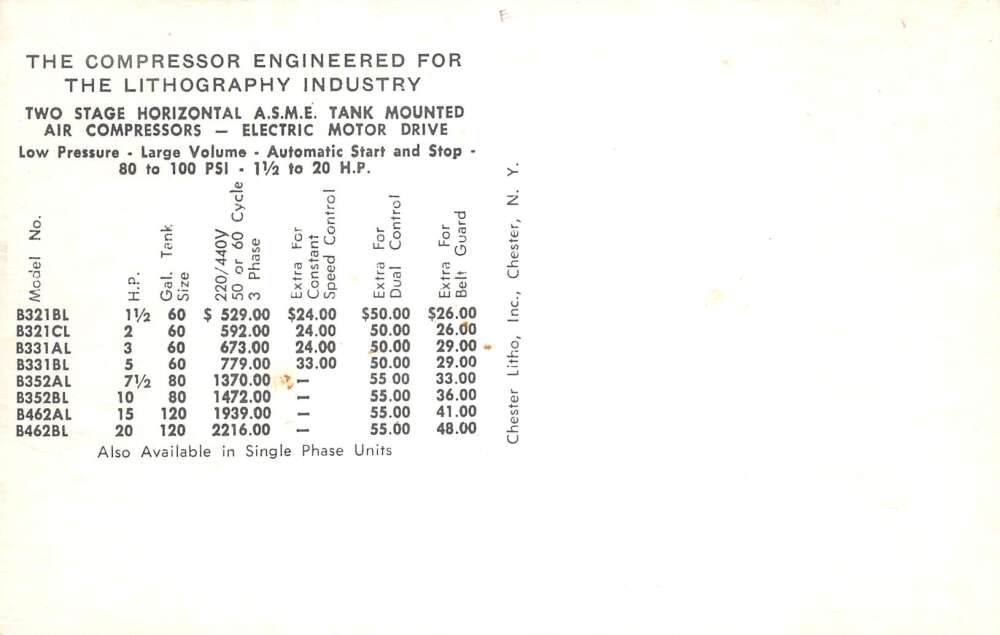 THE COMPRESSOR ENGINEERED FOR
THE LITHOGRAPHY INDUSTRY
TWO STAGE HORIZONTAL A.S.M.E. TANK MOUNTED
AIR COMPRESSORS — ELECTRIC MOTOR DRIVE
Low Pressure - Large Volume - Automatic Start and Stop -
80 to 100 PSI - 1½ to 20 H.P.
Model No. H.P. Gal. Tank Size 220/440V 50 or 60 Cycle 3 Phase Extra For Constant Speed Control Extra For Dual Control Extra For Belt Guard
B321BL 1½ 60 $ 529.00 $24.00 $50.00 $26.00
B321CL 2 60 592.00 24.00 50.00 26.00
B331AL 3 60 673.00 24.00 50.00 29.00
B331BL 5 60 779.00 33.00 50.00 29.00
B352AL 7½ 80 1370.00 — 55 00 33.00
B352BL 10 80 1472.00 — 55.00 36.00
B462AL 15 120 1939.00 — 55.00 41.00
B462BL 20 120 2216.00 — 55.00 48.00
Also Available in Single Phase Units
Chester Litho, Inc., Chester, N. Y.